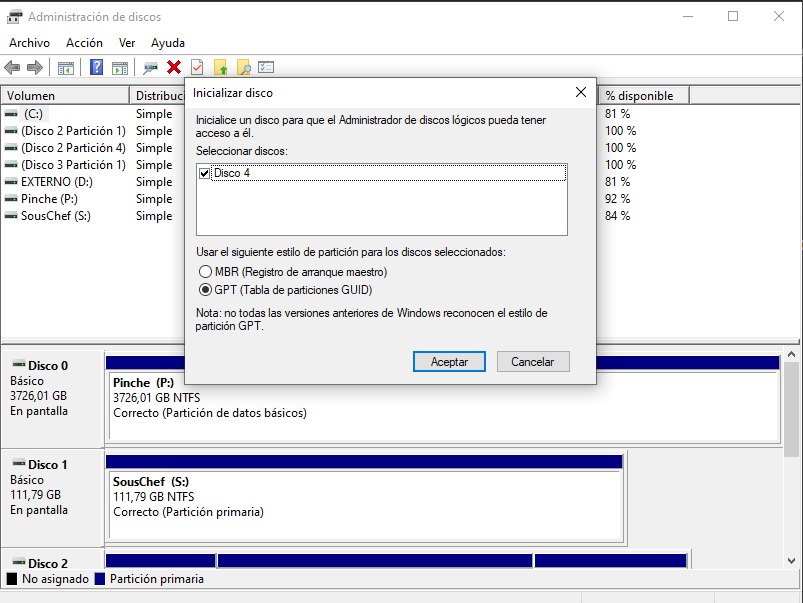 Administración de discos
Archivo Acción Ver Ayuda
Volumen Distribuci % disponible
(C:) Simple 81 %
(Disco 2 Partición 1) Simple 100 %
(Disco 2 Partición 4) Simple 100 %
(Disco 3 Partición 1) Simple 100 %
EXTERNO (D:) Simple 81 %
Pinche (P:) Simple 92 %
SousChef (S:) Simple 84 %
Inicializar disco
Inicialice un disco para que el Administrador de discos lógicos pueda tener
acceso a él.
Seleccionar discos:
Disco 4
Usar el siguiente estilo de partición para los discos seleccionados:
MBR (Registro de arranque maestro)
GPT (Tabla de particiones GUID)
Nota: no todas las versiones anteriores de Windows reconocen el estilo de
partición GPT.
Aceptar Cancelar
Disco 0
Básico
3726,01 GB
En pantalla
Pinche (P:)
3726,01 GB NTFS
Correcto (Partición de datos básicos)
Disco 1
Básico
111,79 GB
En pantalla
SousChef (S:)
111,79 GB NTFS
Correcto (Partición primaria)
Disco 2
No asignado Partición primaria